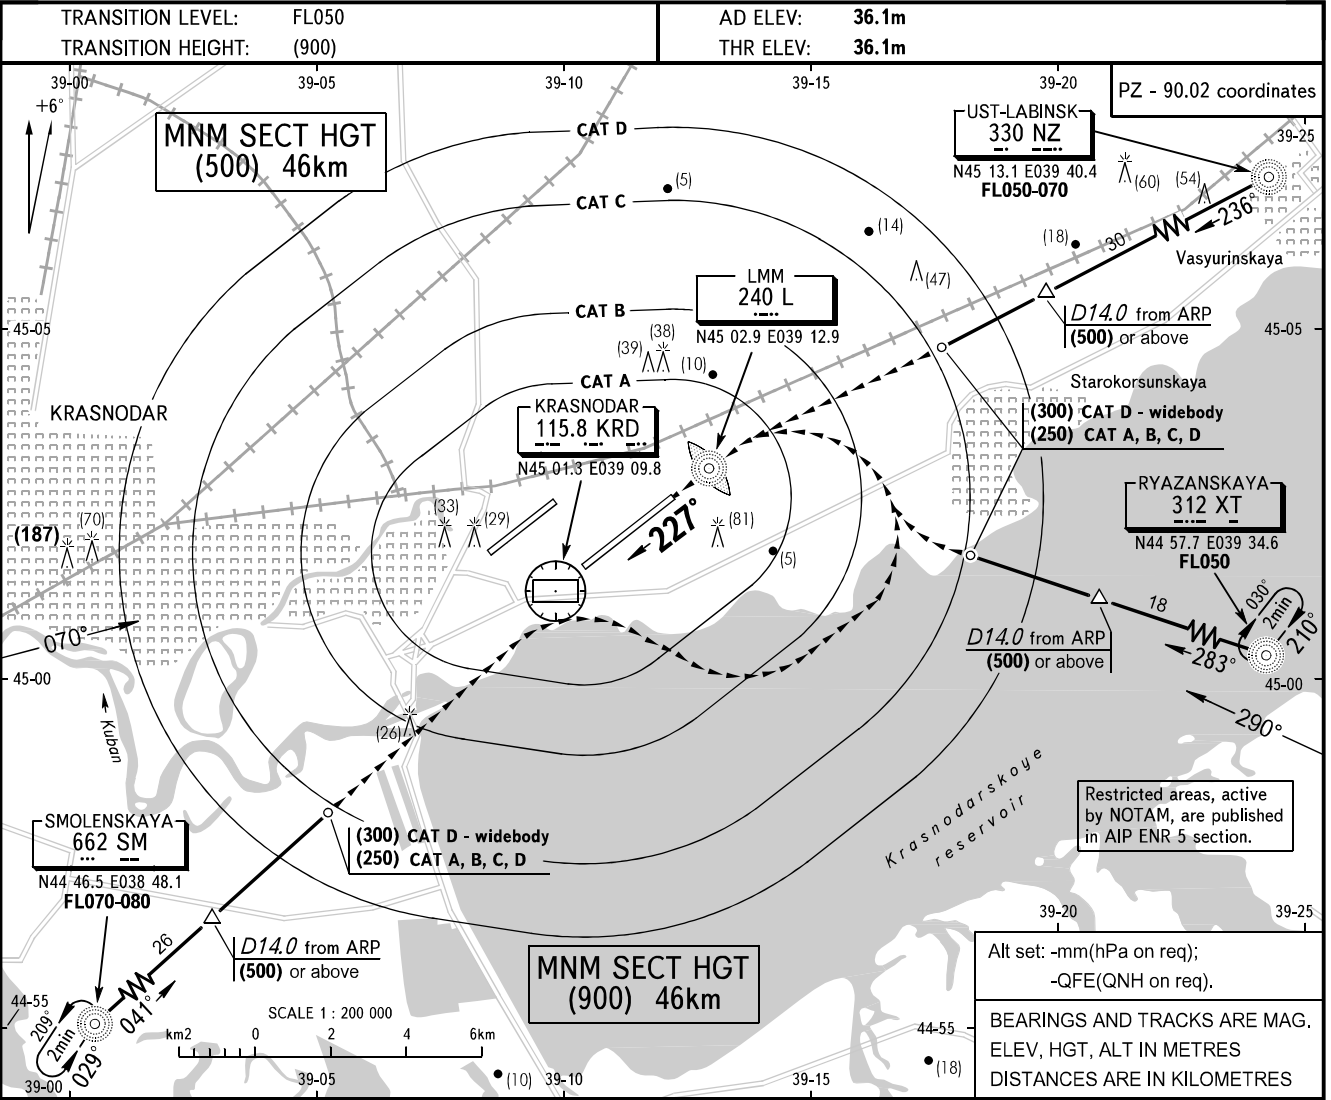 TRANSITION LEVEL: FL050
TRANSITION HEIGHT: (900)
AD ELEV: 36.1m
THR ELEV: 36.1m
39-00
39-05
39-10
39-15
39-20
PZ - 90.02 coordinates
+6°
MNM SECT HGT
(500) 46km
CAT D
UST-LABINSK
330 NZ
N45 13.1 E039 40.4
FL050-070
39-25
(60)
(54)
236°
(5)
CAT C
(14)
(18)
30
Vasyurinskaya
(47)
LMM
240 L
N45 02.9 E039 12.9
D14.0 from ARP
(500) or above
45-05
45-05
CAT B
(38)
(39)
(10)
CAT A
Starokorsunskaya
(300) CAT D - widebody
(250) CAT A, B, C, D
KRASNODAR
KRASNODAR
115.8 KRD
N45 01.3 E039 09.8
RYAZANSKAYA
312 XT
N44 57.7 E039 34.6
FL050
(187)
(70)
(33)
(29)
227°
(81)
(5)
030°
2min
210°
18
283°
D14.0 from ARP
(500) or above
070°
45-00
45-00
290°
Kuban
(26)
Krasnodarskoye
reservoir
Restricted areas, active
by NOTAM, are published
in AIP ENR 5 section.
SMOLENSKAYA
662 SM
N44 46.5 E038 48.1
FL070-080
(300) CAT D - widebody
(250) CAT A, B, C, D
39-20
39-25
26
D14.0 from ARP
(500) or above
MNM SECT HGT
(900) 46km
Alt set: -mm(hPa on req);
-QFE(QNH on req).
44-55
209°
2min
029°
041°
SCALE 1 : 200 000
km2 0 2 4 6km
44-55
BEARINGS AND TRACKS ARE MAG.
ELEV, HGT, ALT IN METRES
DISTANCES ARE IN KILOMETRES
(18)
39-00
39-05
(10)
39-10
39-15